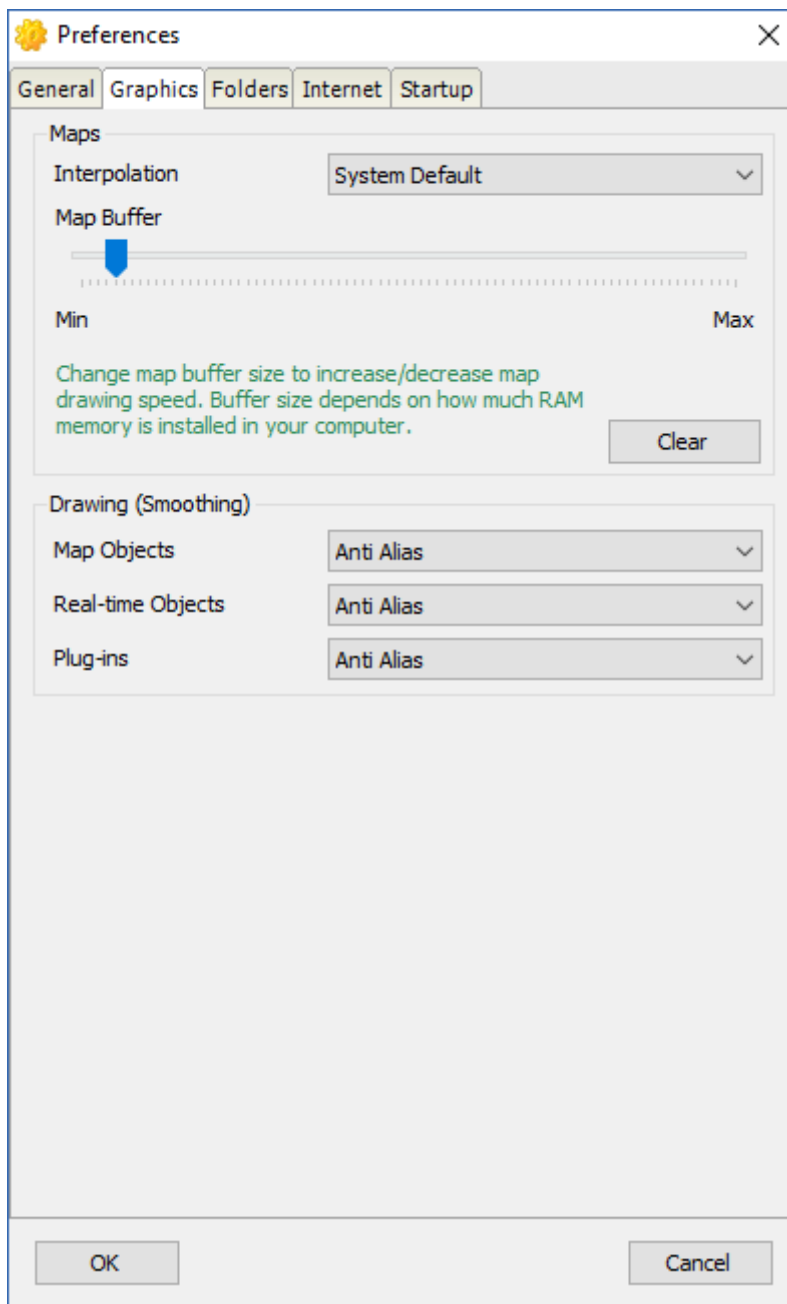 Preferences
General Graphics Folders Internet Startup
Maps
Interpolation System Default
Map Buffer
Min Max
Change map buffer size to increase/decrease map
drawing speed. Buffer size depends on how much RAM
memory is installed in your computer.
Clear
Drawing (Smoothing)
Map Objects Anti Alias
Real-time Objects Anti Alias
Plug-ins Anti Alias
OK Cancel